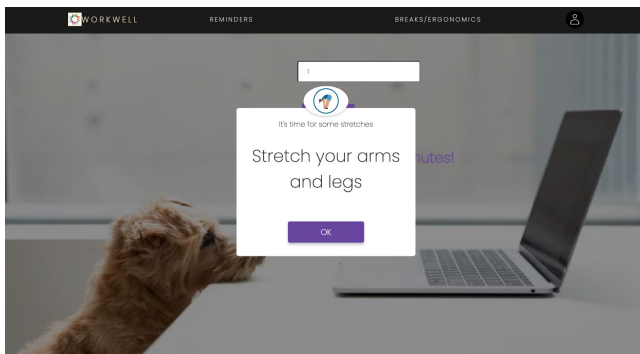 WORKWELL
REMINDERS
BREAKS/ERGONOMICS
1
It's time for some stretches
Stretch your arms
and legs
nutes!
OK